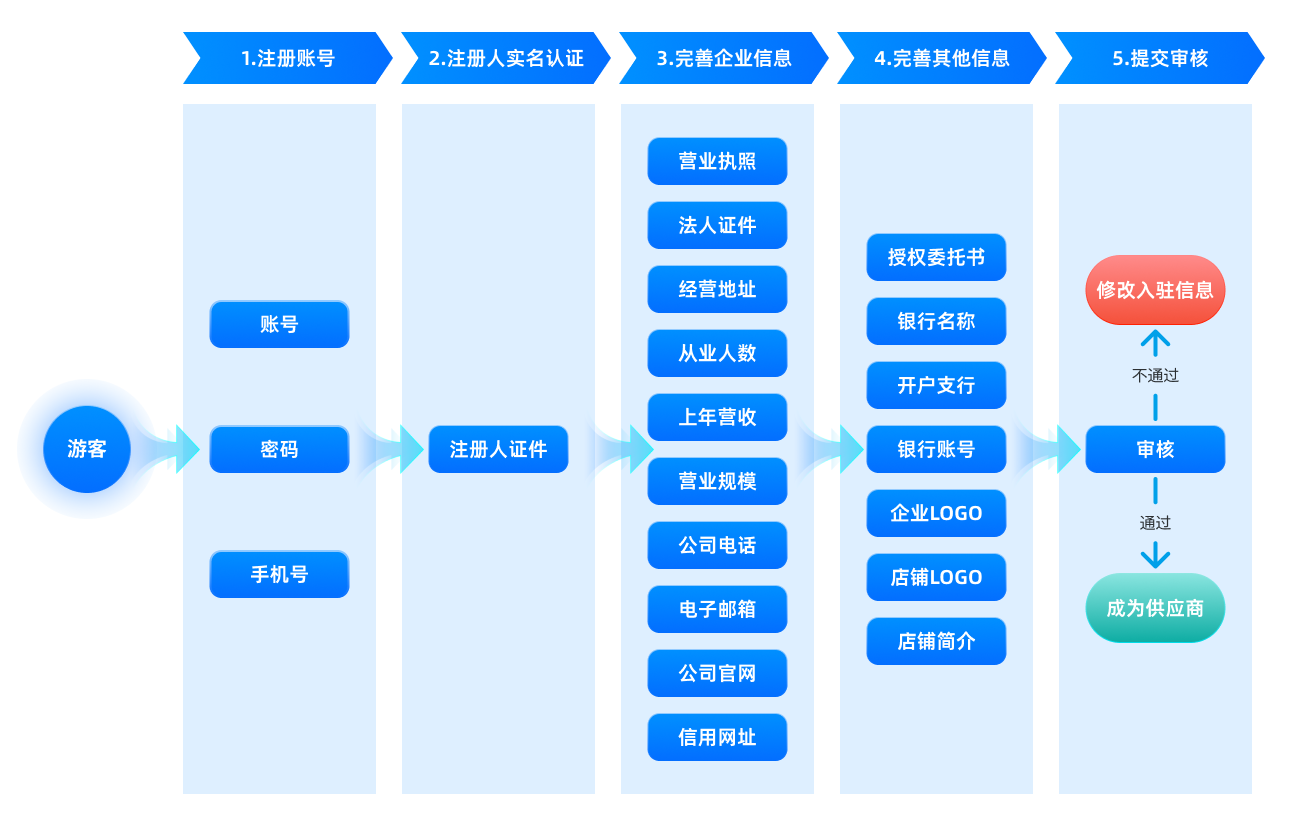 1.注册账号
2.注册人实名认证
3.完善企业信息
4.完善其他信息
5.提交审核
游客
账号
密码
手机号
注册人证件
营业执照
法人证件
经营地址
从业人数
上年营收
营业规模
公司电话
电子邮箱
公司官网
信用网址
授权委托书
银行名称
开户支行
银行账号
企业LOGO
店铺LOGO
店铺简介
修改入驻信息
不通过
审核
通过
成为供应商